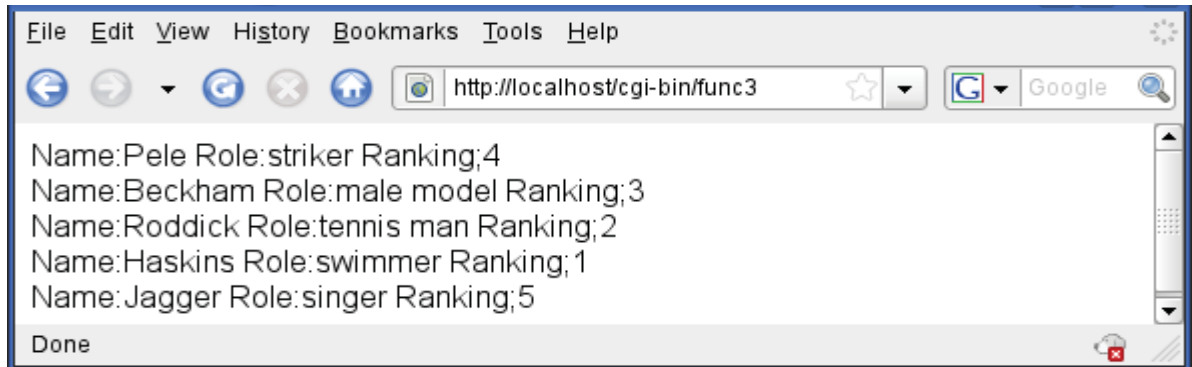 File Edit View History Bookmarks Tools Help
http://localhost/cgi-bin/func3 G Google
Name:Pele Role:striker Ranking;4
Name:Beckham Role:male model Ranking;3
Name:Roddick Role:tennis man Ranking;2
Name:Haskins Role:swimmer Ranking;1
Name:Jagger Role:singer Ranking;5
Done